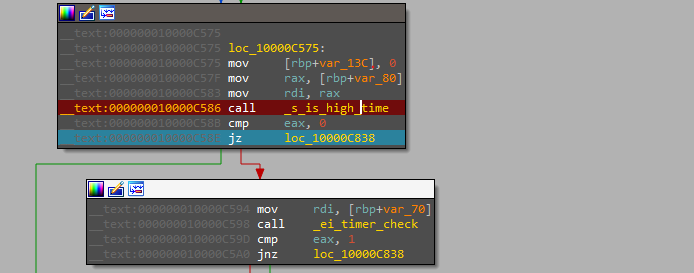 __text:000000010000C575
__text:000000010000C575 loc_10000C575:
__text:000000010000C575 mov [rbp+var_13C], 0
__text:000000010000C57F mov rax, [rbp+var_80]
__text:000000010000C583 mov rdi, rax
__text:000000010000C586 call _s_is_high_time
__text:000000010000C58B cmp eax, 0
__text:000000010000C58E jz loc_10000C838
__text:000000010000C594 mov rdi, [rbp+var_70]
__text:000000010000C598 call _ei_timer_check
__text:000000010000C59D cmp eax, 1
__text:000000010000C5A0 jnz loc_10000C838